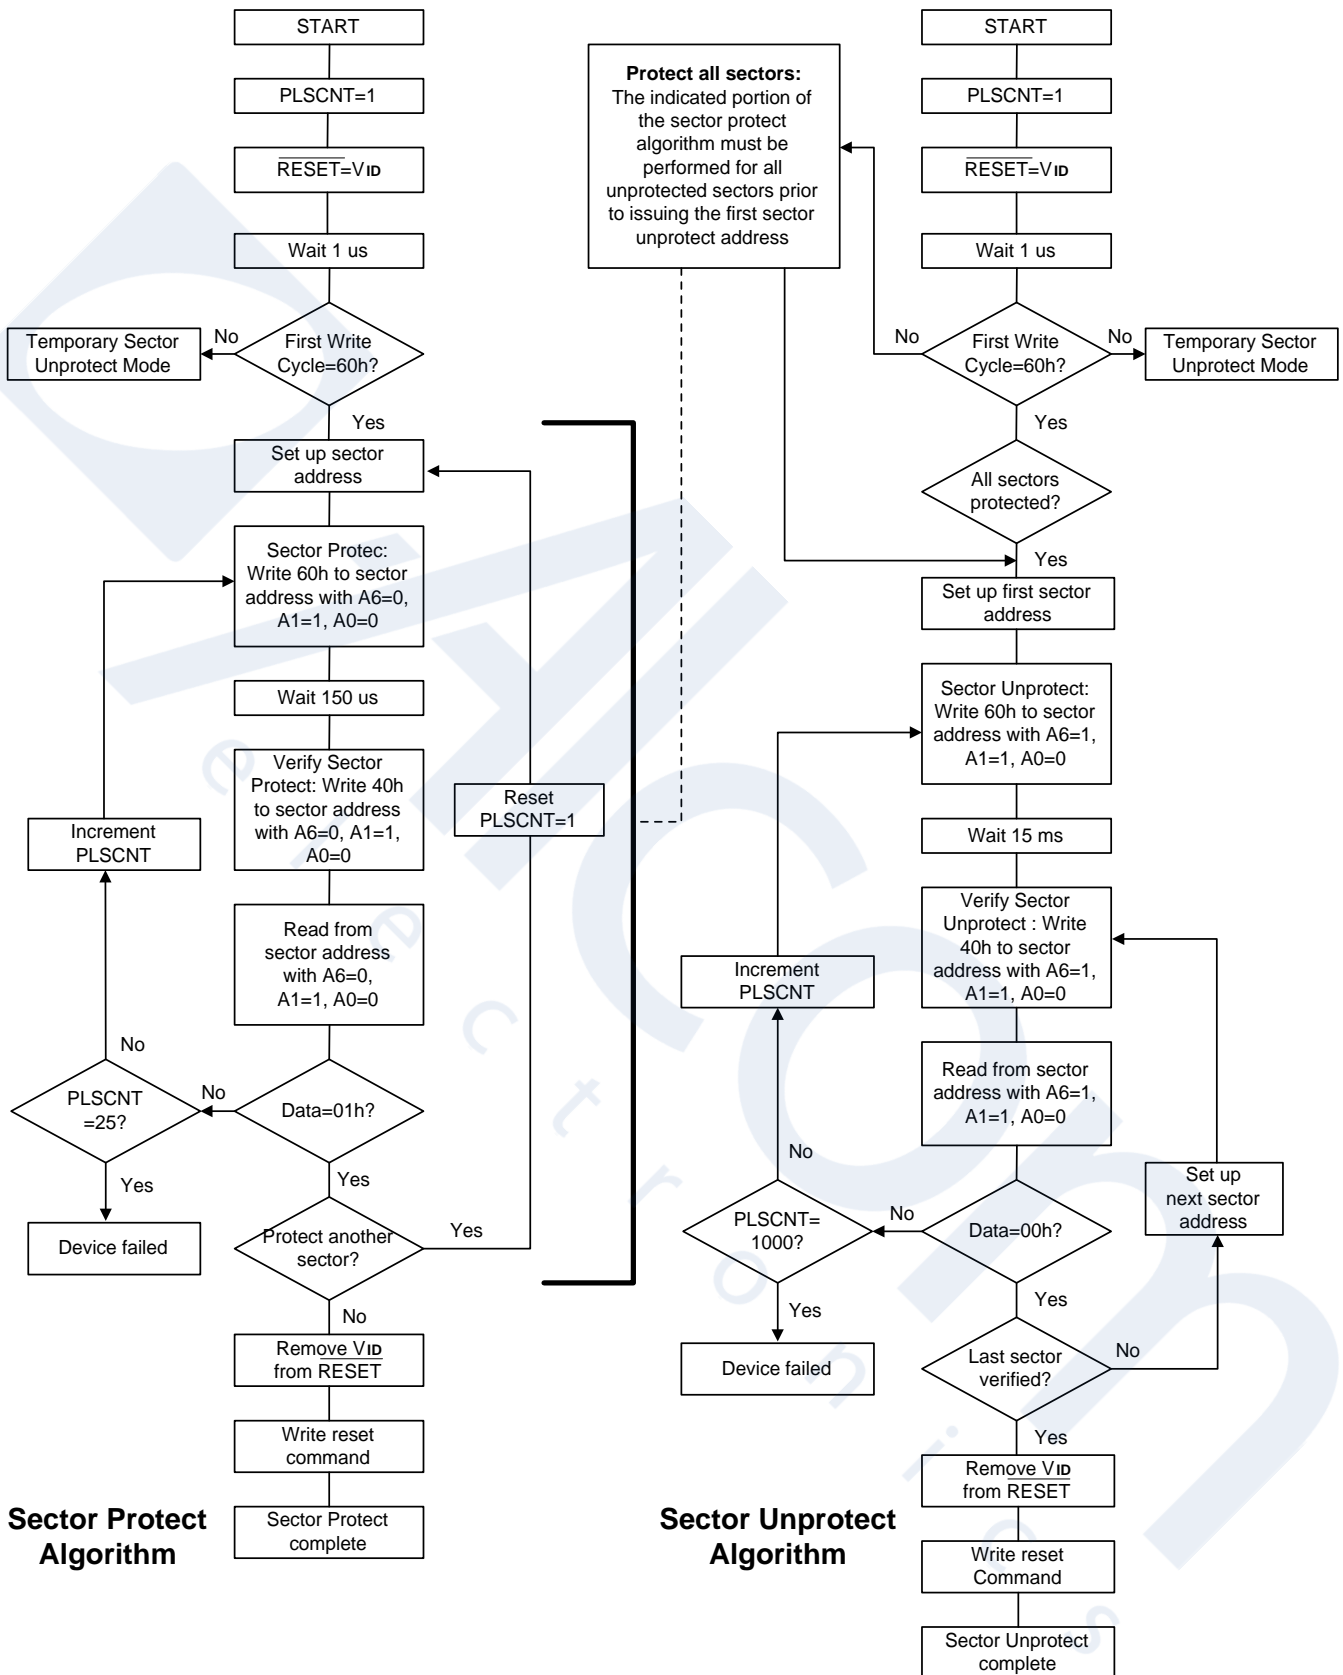 START
PLSCNT=1
RESET=VID
Wait 1 us
First Write
Cycle=60h?
No
Temporary Sector
Unprotect Mode
Yes
Set up sector
address
Sector Protec:
Write 60h to sector
address with A6=0,
A1=1, A0=0
Wait 150 us
Verify Sector
Protect: Write 40h
to sector address
with A6=0, A1=1,
A0=0
Reset
PLSCNT=1
Increment
PLSCNT
Read from
sector address
with A6=0,
A1=1, A0=0
No
PLSCNT
=25?
No
Data=01h?
Yes
Yes
Device failed
Protect another
sector?
Yes
No
Remove VID
from RESET
Write reset
command
Sector Protect
complete
Sector Protect
Algorithm
Protect all sectors:
The indicated portion of
the sector protect
algorithm must be
performed for all
unprotected sectors prior
to issuing the first sector
unprotect address
START
PLSCNT=1
RESET=VID
Wait 1 us
No
First Write
Cycle=60h?
No
Temporary Sector
Unprotect Mode
Yes
All sectors
protected?
Yes
Set up first sector
address
Sector Unprotect:
Write 60h to sector
address with A6=1,
A1=1, A0=0
Wait 15 ms
Verify Sector
Unprotect : Write
40h to sector
address with A6=1,
A1=1, A0=0
Increment
PLSCNT
Read from sector
address with A6=1,
A1=1, A0=0
No
PLSCNT=
1000?
No
Data=00h?
Set up
next sector
address
Yes
Yes
Device failed
Last sector
verified?
No
Yes
Remove VID
from RESET
Write reset
Command
Sector Unprotect
complete
Sector Unprotect
Algorithm
ALCOM
electronics